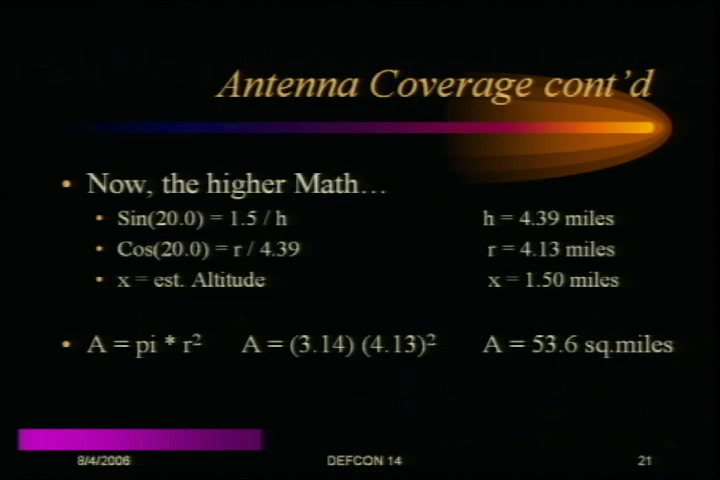 Antenna Coverage cont’d
• Now, the higher Math…
• Sin(20.0) = 1.5 / h h = 4.39 miles
• Cos(20.0) = r / 4.39 r = 4.13 miles
• x = est. Altitude x = 1.50 miles
• A = pi * r² A = (3.14) (4.13)² A = 53.6 sq.miles
8/4/2006 DEFCON 14 21